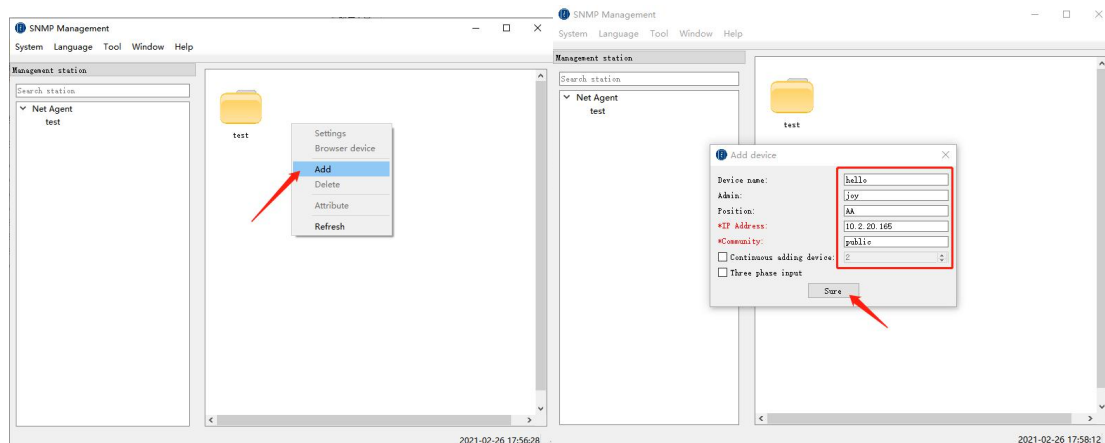 SNMP Management
System Language Tool Window Help
Management station
Search station
Net Agent
test
test
Settings
Browser device
Add
Delete
Attribute
Refresh
2021-02-26 17:56:28
SNMP Management
System Language Tool Window Help
Management station
Search station
Net Agent
test
test
Add device
Device name: hello
Admin: joy
Position: AA
*IP Address: 10.2.20.165
*Community: public
Continuous adding device: 2
Three phase input
Sure
2021-02-26 17:58:12